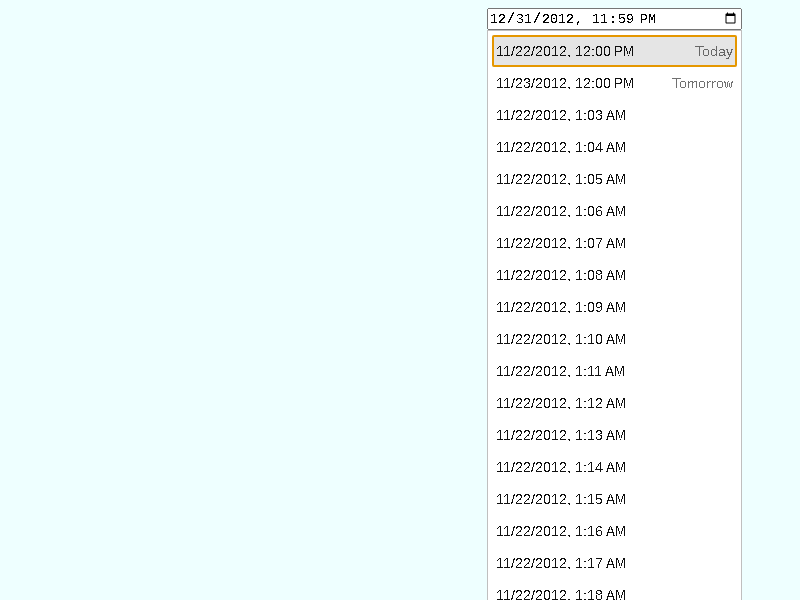 12/31/2012, 11:59 PM
11/22/2012, 12:00 PM Today
11/23/2012, 12:00 PM Tomorrow
11/22/2012, 1:03 AM
11/22/2012, 1:04 AM
11/22/2012, 1:05 AM
11/22/2012, 1:06 AM
11/22/2012, 1:07 AM
11/22/2012, 1:08 AM
11/22/2012, 1:09 AM
11/22/2012, 1:10 AM
11/22/2012, 1:11 AM
11/22/2012, 1:12 AM
11/22/2012, 1:13 AM
11/22/2012, 1:14 AM
11/22/2012, 1:15 AM
11/22/2012, 1:16 AM
11/22/2012, 1:17 AM
11/22/2012, 1:18 AM